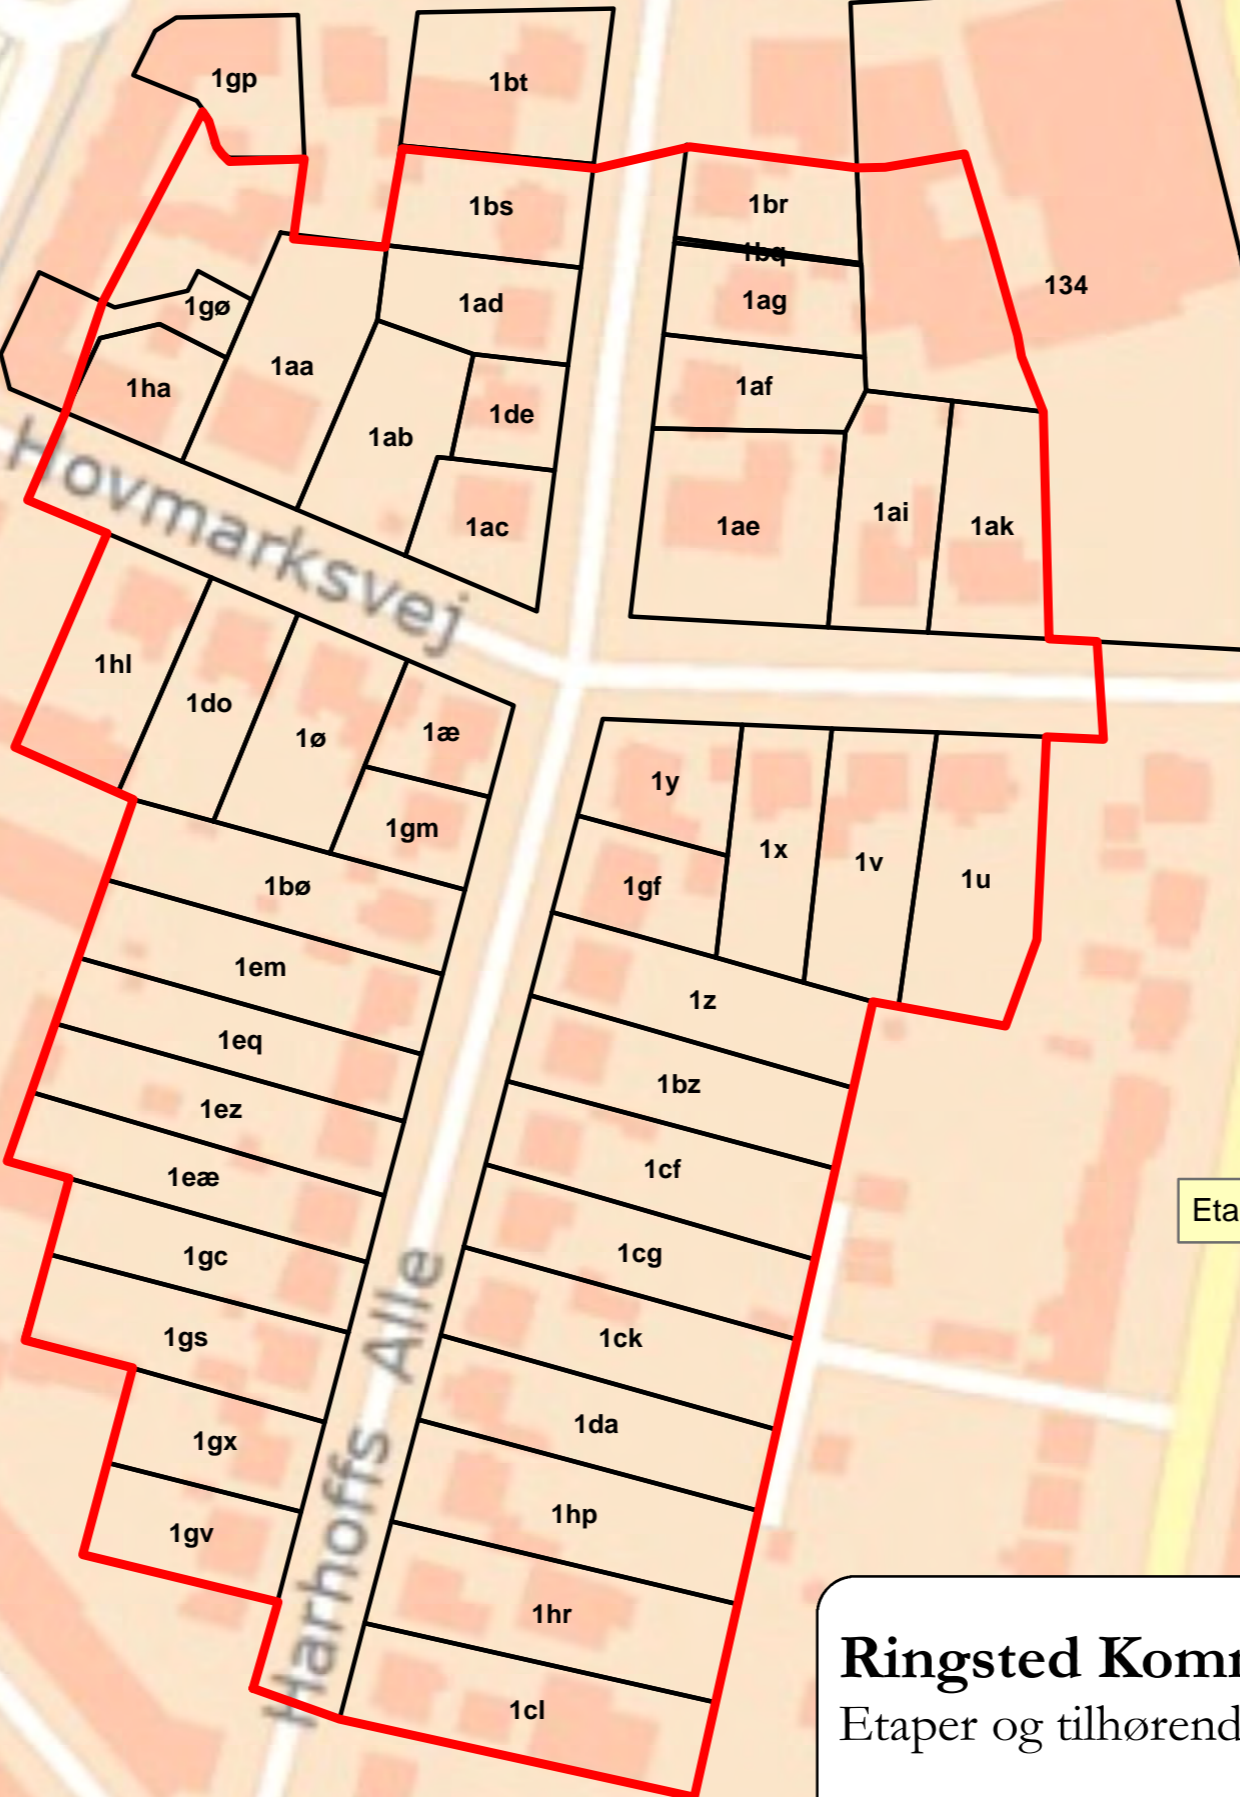 1gp
1bt
1bs
1br
1bq
134
1gø
1ad
1ag
1aa
1ha
1af
1de
1ab
1ac
1ae
1ai
1ak
Hovmarksvej
1hl
1do
1ø
1æ
1y
1gm
1x
1v
1u
1bø
1gf
1em
1z
1eq
1bz
1ez
1eæ
1cf
Eta
1gc
1cg
1gs
1ck
Harhoffs Alle
1gx
1da
1gv
1hp
1hr
1cl
Ringsted Kom
Etaper og tilhørend